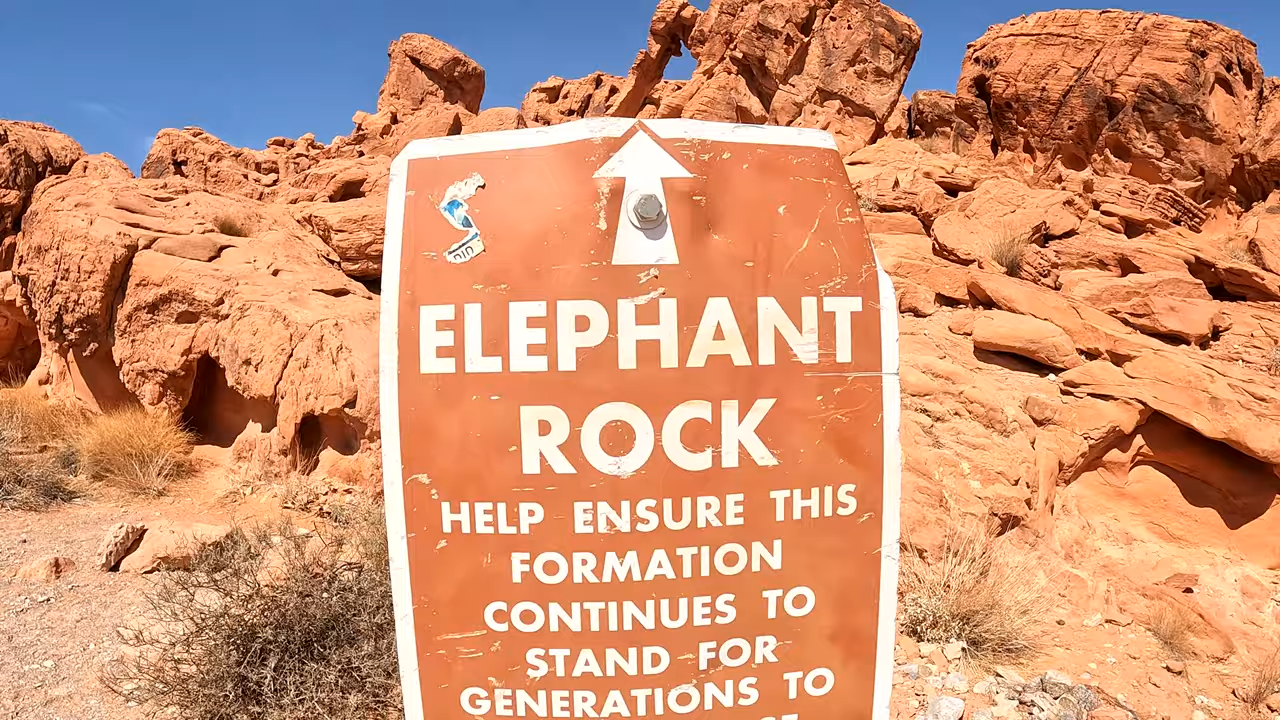 ELEPHANT
ROCK
HELP ENSURE THIS
FORMATION
CONTINUES TO
STAND FOR
GENERATIONS TO